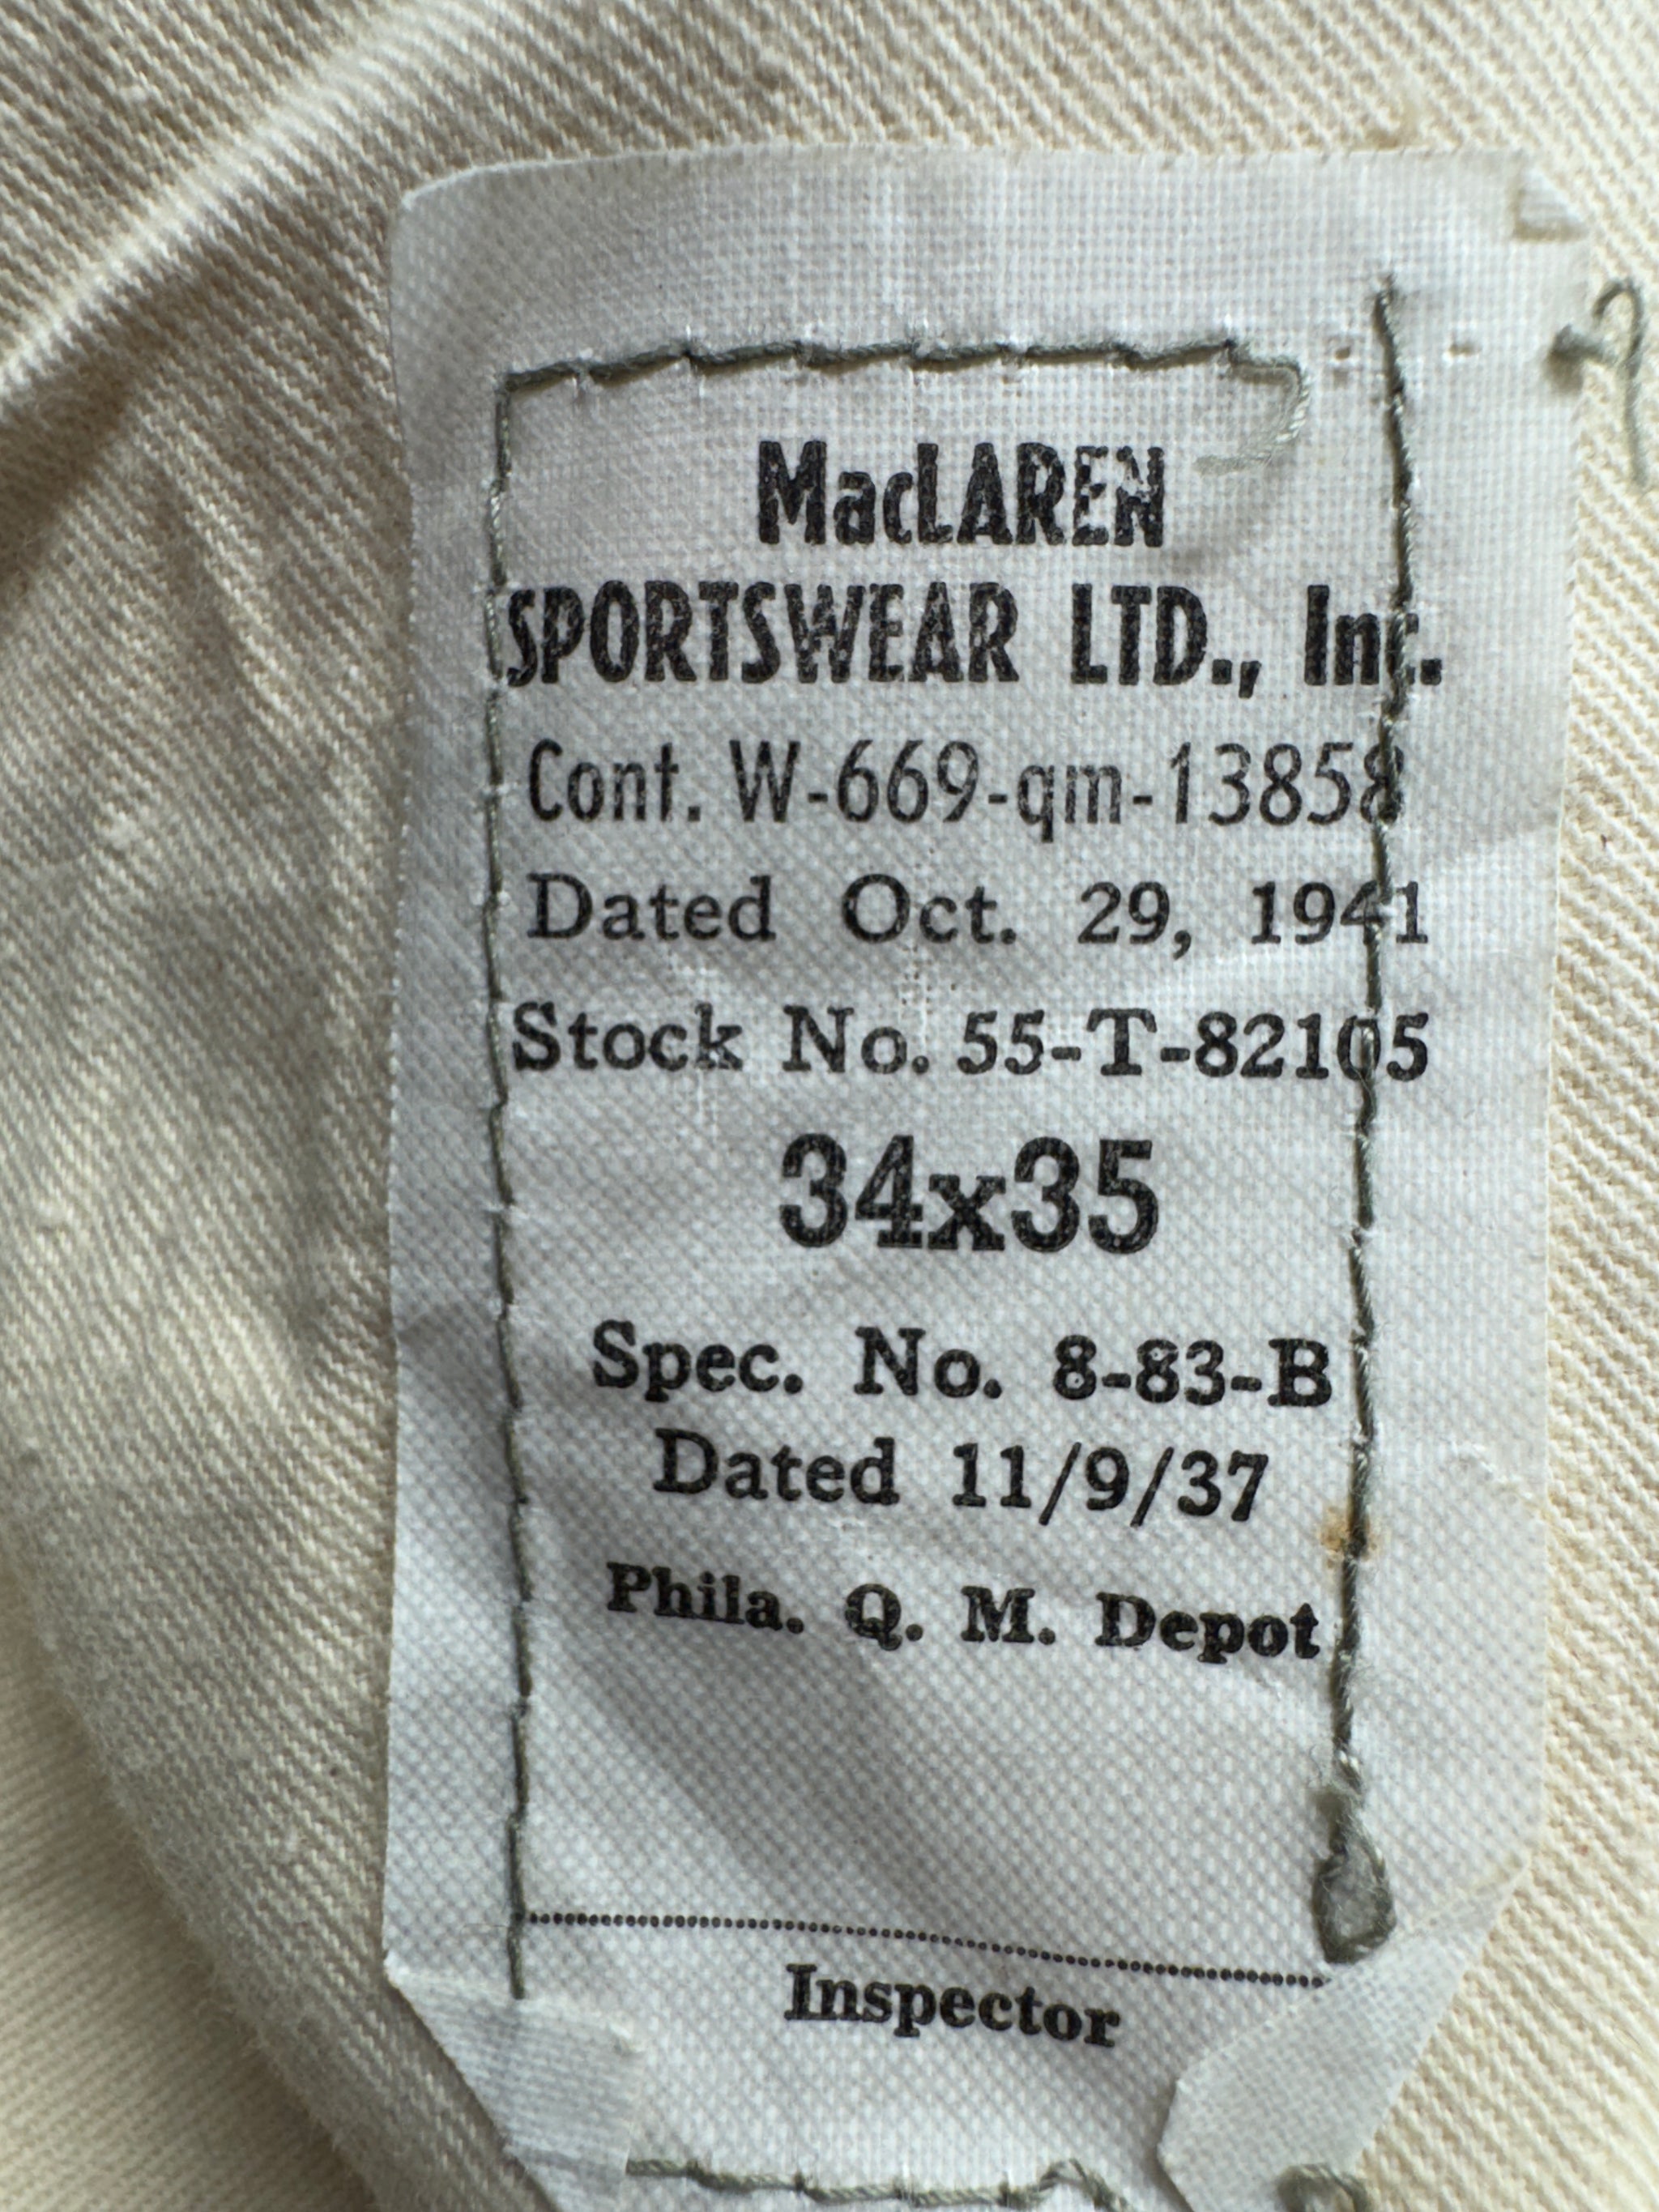 MacLAREN
SPORTSWEAR LTD., Inc.
Cont. W-669-qm-13858
Dated Oct. 29, 1941
Stock No. 55-T-82105
34x35
Spec. No. 8-83-B
Dated 11/9/37
Phila. Q. M. Depot
Inspector